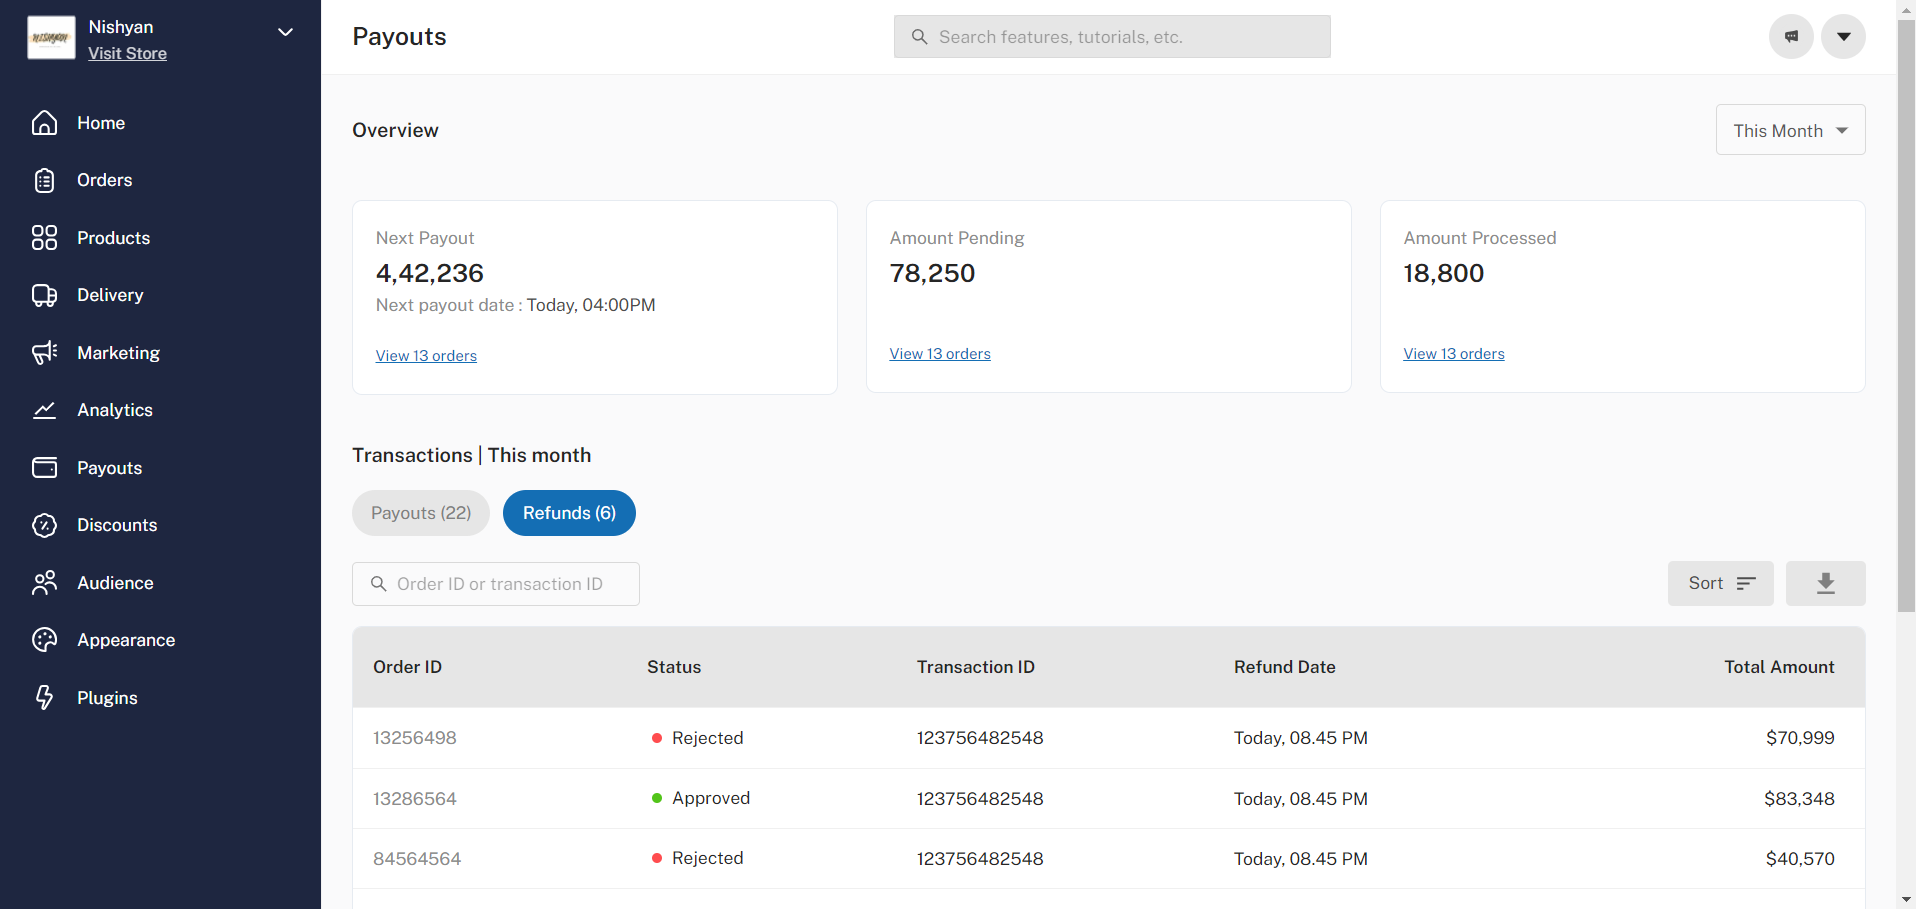 Nishyan
Visit Store
Home
Orders
Products
Delivery
Marketing
Analytics
Payouts
Discounts
Audience
Appearance
Plugins
Payouts
Search features, tutorials, etc.
Overview
This Month
Next Payout
4,42,236
Next payout date : Today, 04:00PM
View 13 orders
Amount Pending
78,250
View 13 orders
Amount Processed
18,800
View 13 orders
Transactions | This month
Payouts (22)
Refunds (6)
Order ID or transaction ID
Sort
Order ID Status Transaction ID Refund Date Total Amount
13256498 Rejected 123756482548 Today, 08.45 PM $70,999
13286564 Approved 123756482548 Today, 08.45 PM $83,348
84564564 Rejected 123756482548 Today, 08.45 PM $40,570